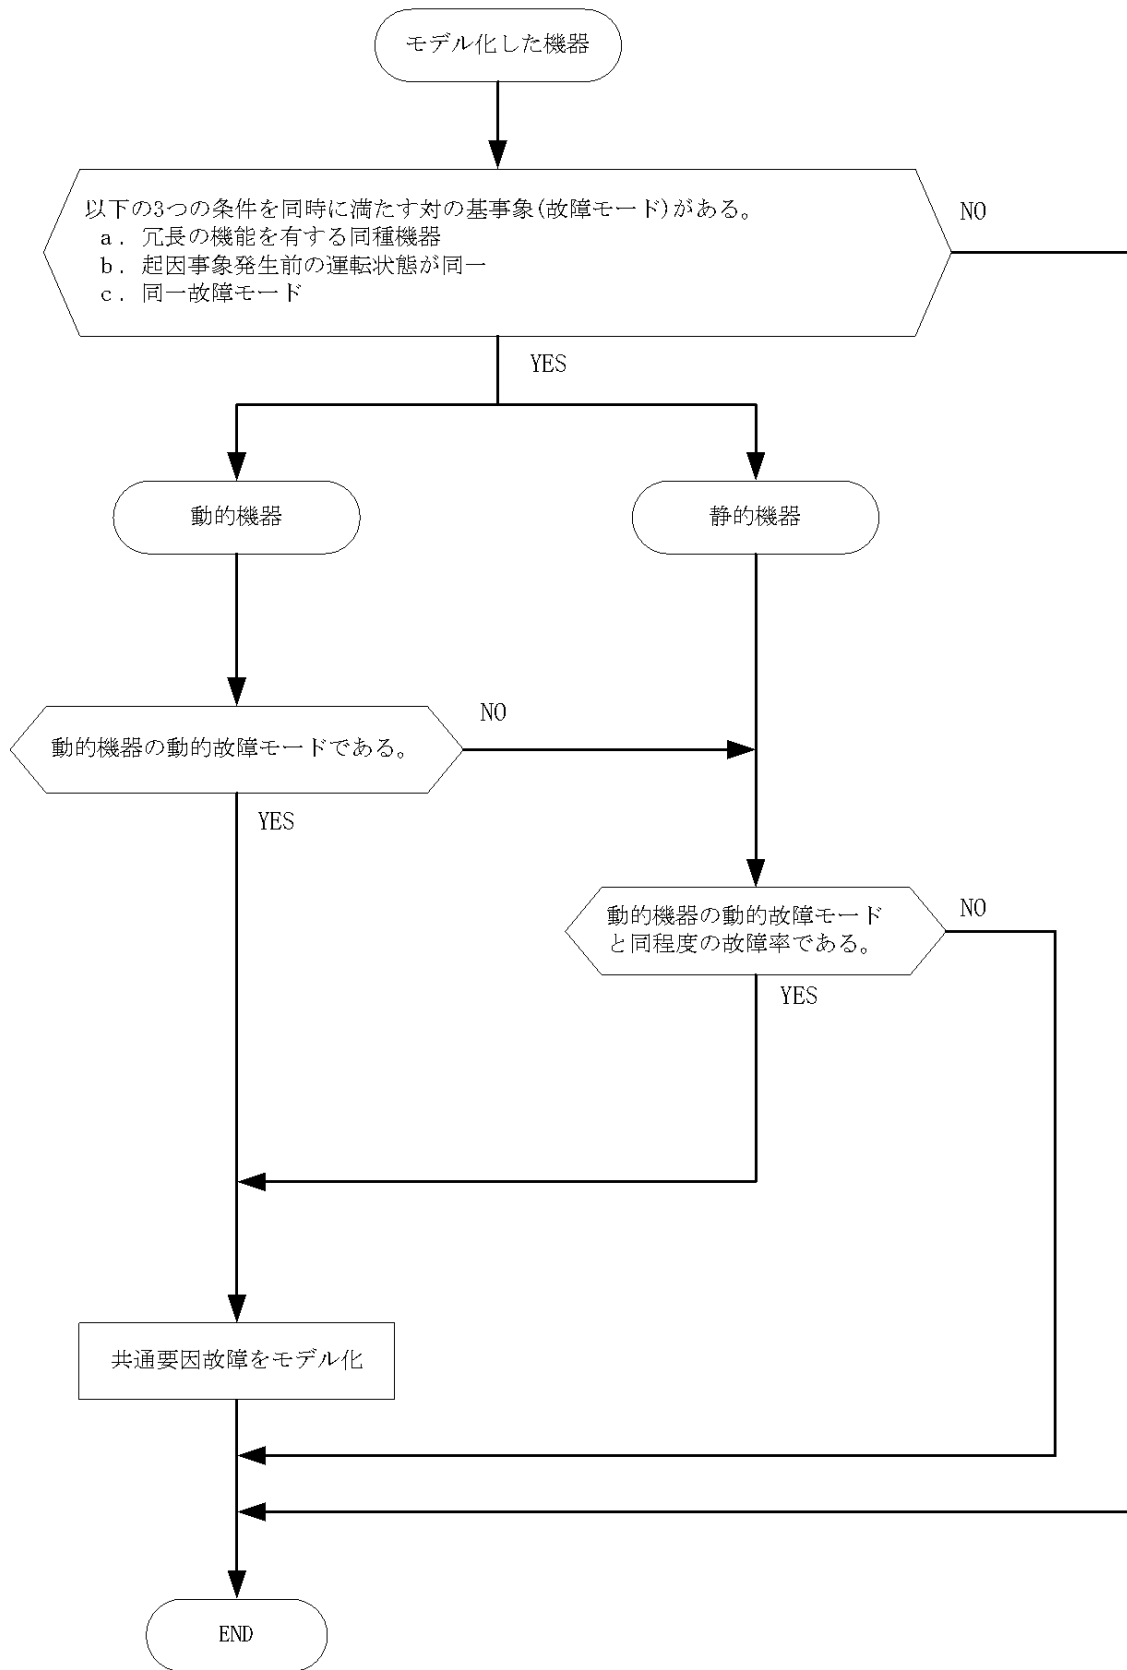 モデル化した機器
以下の3つの条件を同時に満たす対の基事象(故障モード)がある。
a. 冗長の機能を有する同種機器
b. 起因事象発生前の運転状態が同一
c. 同一故障モード
NO
YES
動的機器
静的機器
動的機器の動的故障モードである。
NO
YES
動的機器の動的故障モード
と同程度の故障率である。
NO
YES
共通要因故障をモデル化
END